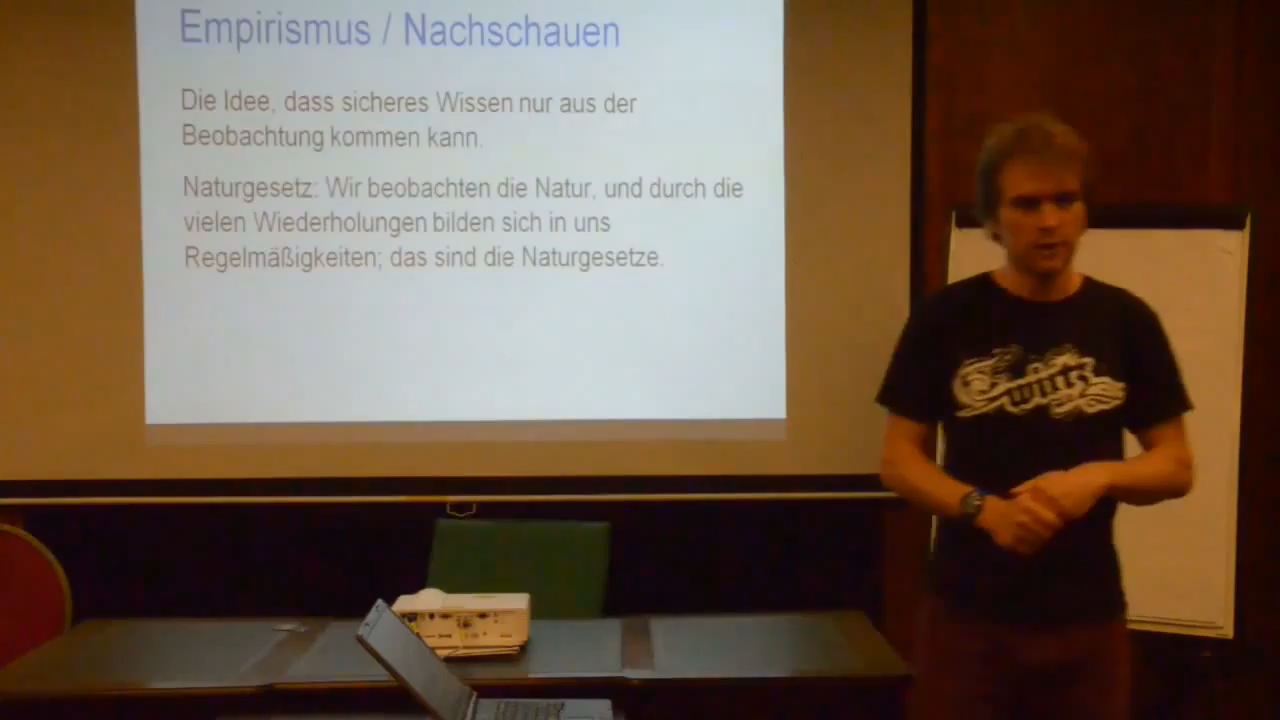 Empirismus / Nachschauen
Die Idee, dass sicheres Wissen nur aus der
Beobachtung kommen kann.
Naturgesetz: Wir beobachten die Natur, und durch die
vielen Wiederholungen bilden sich in uns
Regelmäßigkeiten; das sind die Naturgesetze.